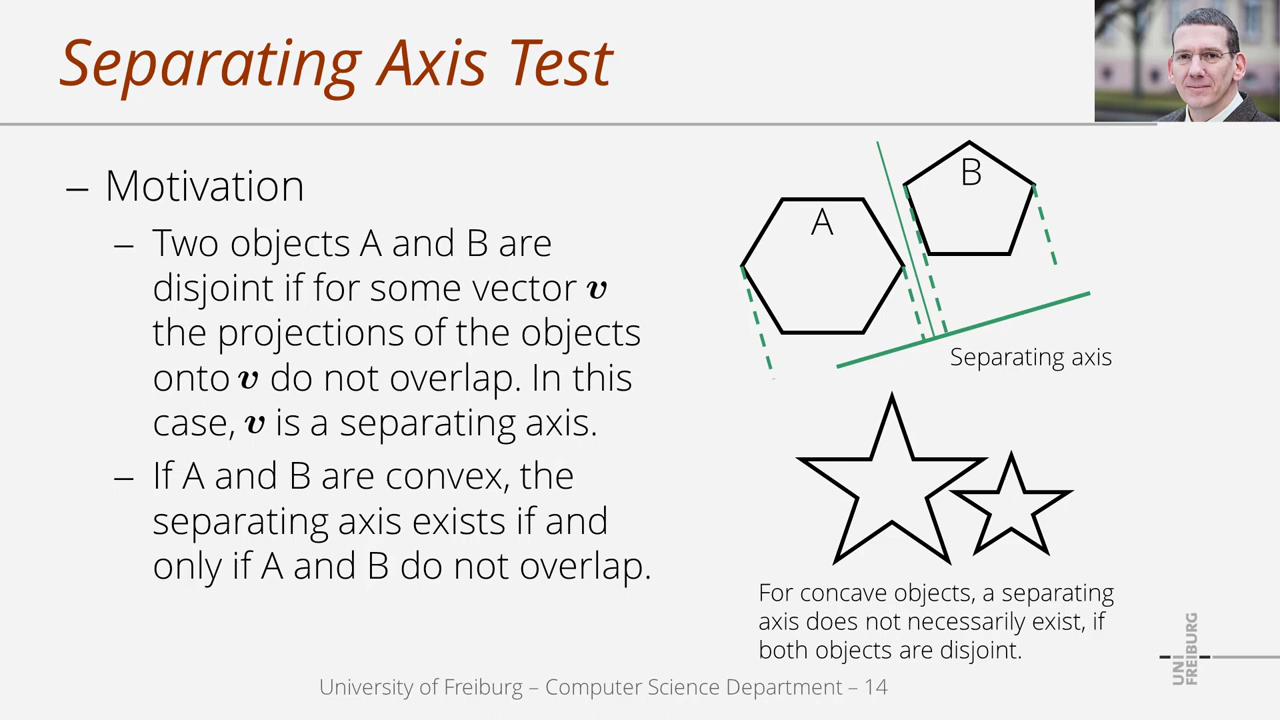 Separating Axis Test
– Motivation
– Two objects A and B are
disjoint if for some vector v
the projections of the objects
onto v do not overlap. In this
case, v is a separating axis.
– If A and B are convex, the
separating axis exists if and
only if A and B do not overlap.
A
B
Separating axis
For concave objects, a separating
axis does not necessarily exist, if
both objects are disjoint.
University of Freiburg – Computer Science Department – 14
UNI
FREIBURG